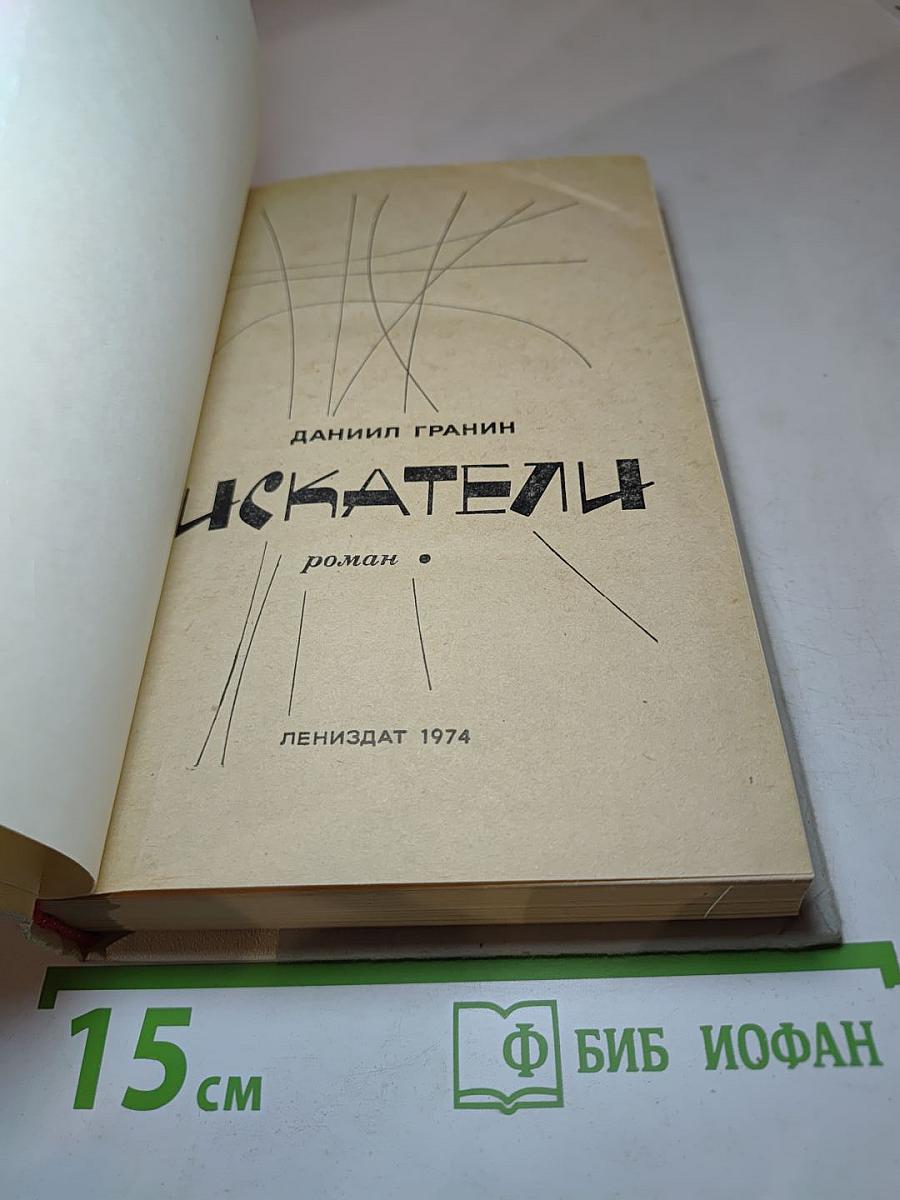 ДАНИИЛ ГРАНИН
ИСКАТЕЛИ
роман •
ЛЕНИЗДАТ 1974
15 см
Ф БИБ ИОФАН